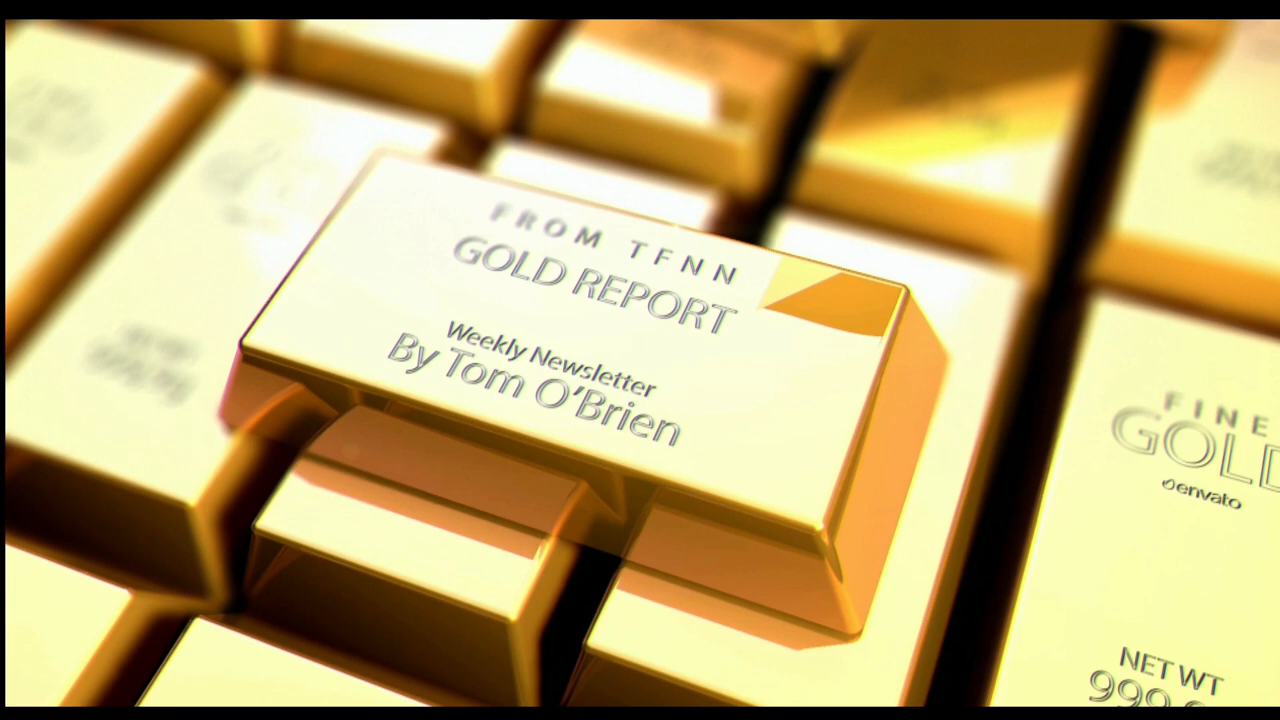 FROM TFNN
GOLD REPORT
Weekly Newsletter
By Tom O'Brien
FINE
GOLD
envato
NET WT